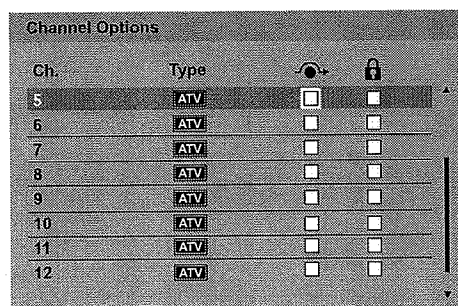 Channel Options
Ch. Type
5 ATV
6 ATV
7 ATV
8 ATV
9 ATV
10 ATV
11 ATV
12 ATV